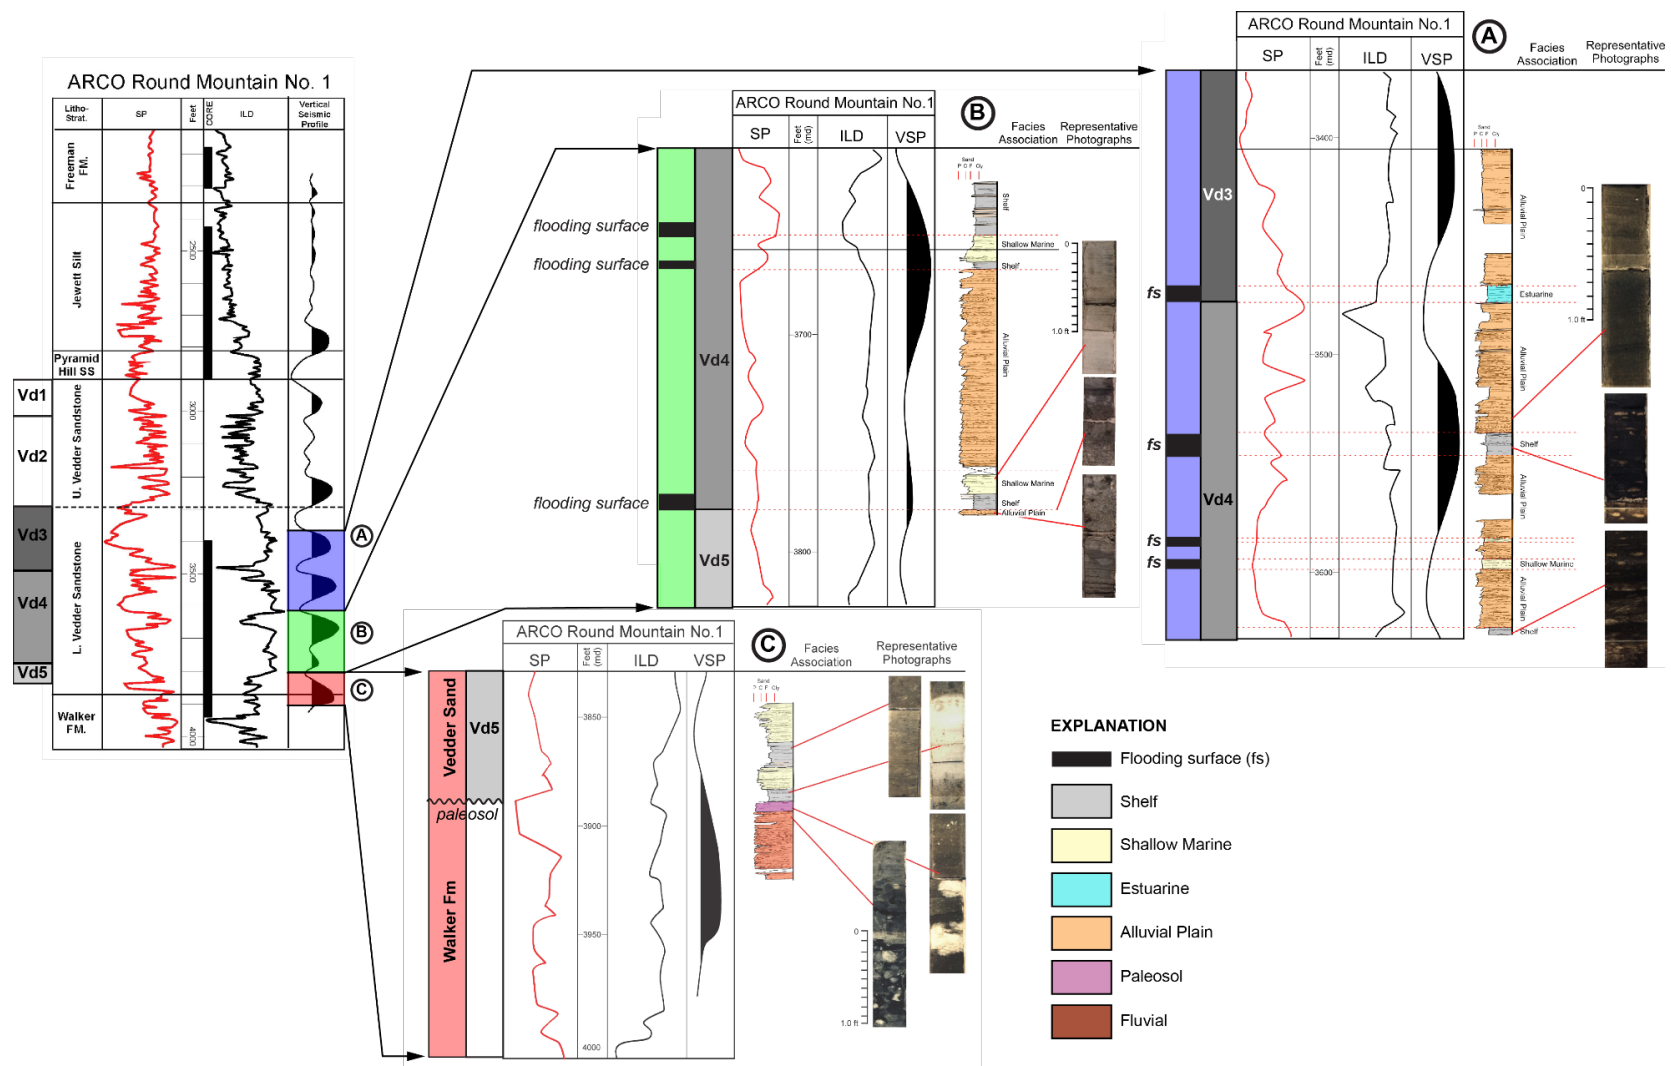 ARCO Round Mountain No. 1
Litho-
Strat.
SP
Feet
CORE
ILD
Vertical
Seismic
Profile
Freeman
FM.
Jewett Silt
Pyramid
Hill SS
U. Vedder Sandstone
L. Vedder Sandstone
Walker
FM.
2500
3000
3500
4000
Vd1
Vd2
Vd3
Vd4
Vd5
A
B
C
ARCO Round Mountain No.1
B
SP
Feet
(md)
ILD
VSP
Facies
Association
Representative
Photographs
Sand
P C F Cly
flooding surface
flooding surface
flooding surface
Vd4
Vd5
3700
3800
Shelf
Shallow Marine
Shelf
Alluvial Plain
Shallow Marine
Shelf
Alluvial Plain
0
1.0 ft
ARCO Round Mountain No.1
A
SP
Feet
(md)
ILD
VSP
Facies
Association
Representative
Photographs
Sand
P C F Cly
Vd3
Vd4
fs
fs
fs
fs
3400
3500
3600
Alluvial Plain
Estuarine
Alluvial Plain
Shelf
Alluvial Plain
Shallow Marine
Alluvial Plain
Shelf
0
1.0 ft
ARCO Round Mountain No.1
C
SP
Feet
(md)
ILD
VSP
Facies
Association
Representative
Photographs
Sand
P C F Cly
Vedder Sand
Vd5
paleosol
Walker Fm
3850
3900
3950
4000
0
1.0 ft
EXPLANATION
Flooding surface (fs)
Shelf
Shallow Marine
Estuarine
Alluvial Plain
Paleosol
Fluvial